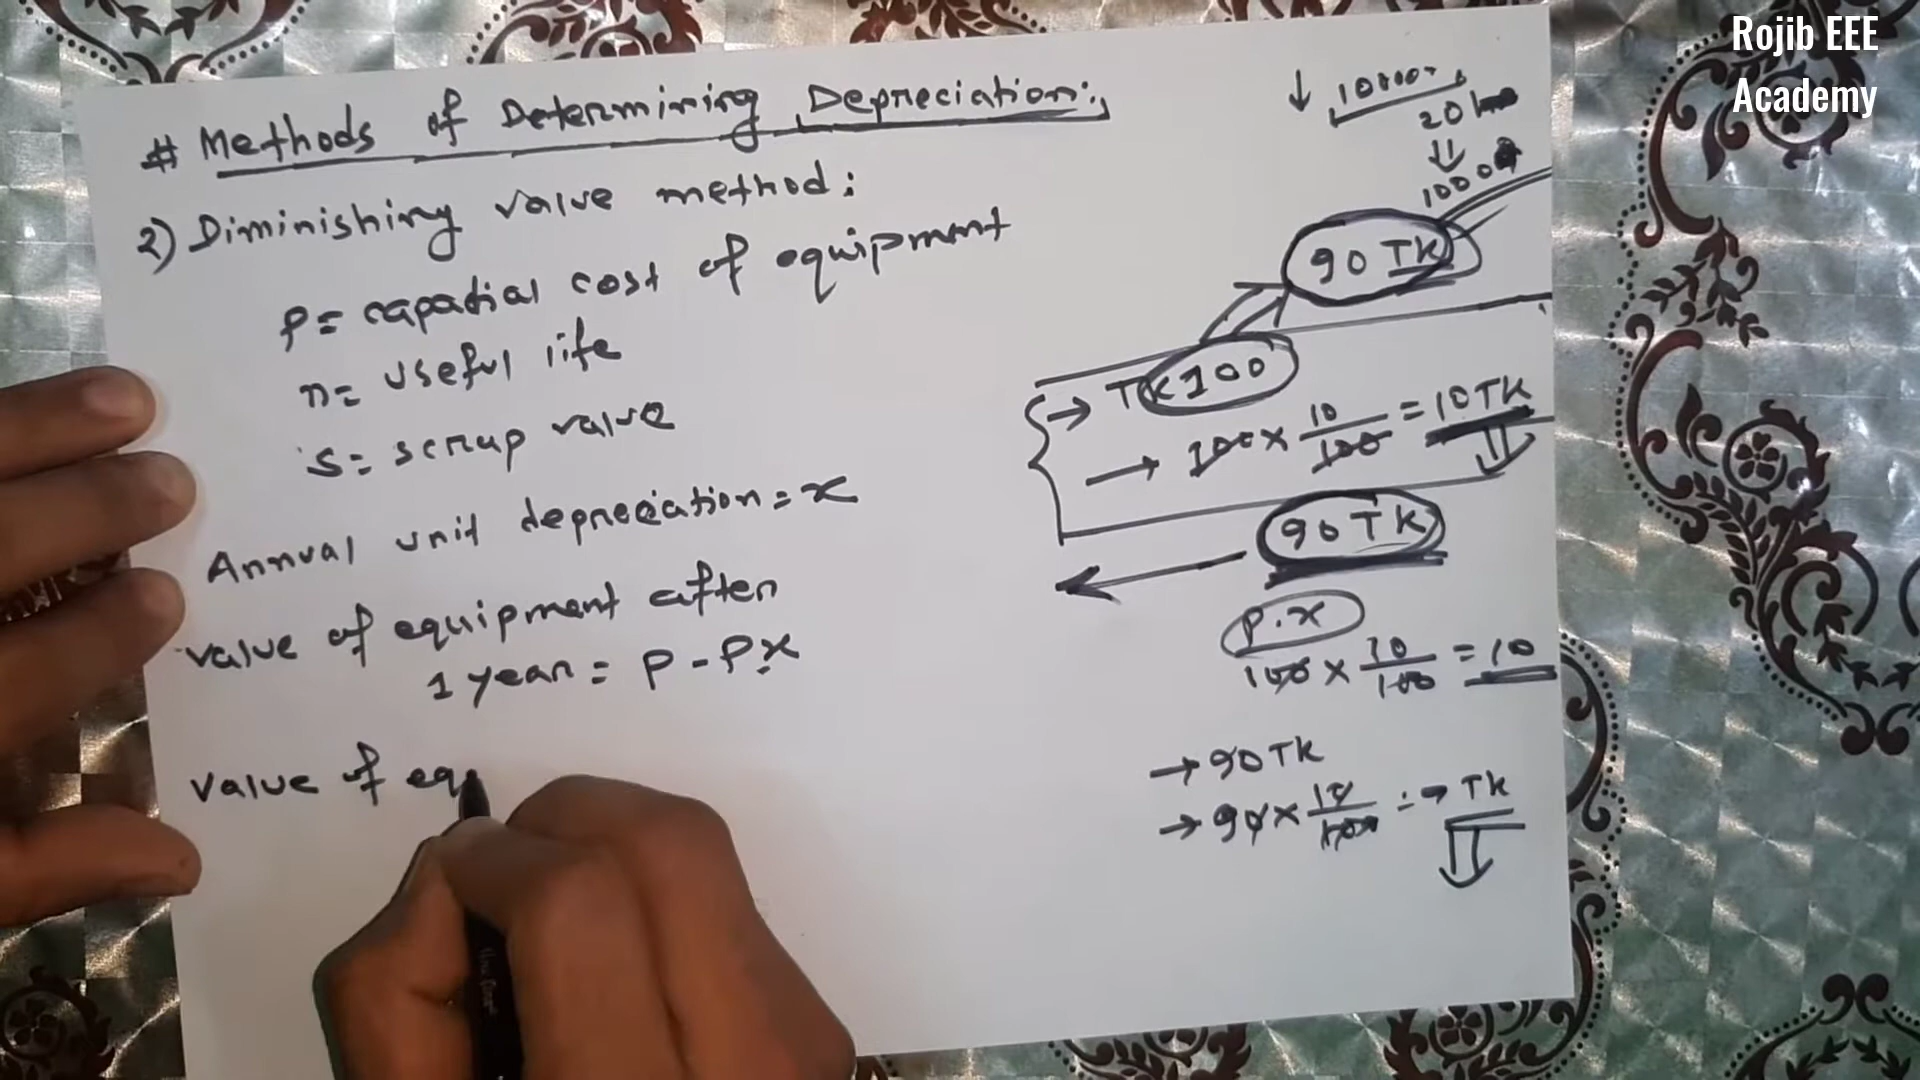 Rojib EEE
Academy
# Methods of Determining Depreciation:
2) Diminishing value method:
P= capatial cost of equipment
n= useful life
S= scrap value
Annual unit depreciation = x
value of equipment after
1 year = P - Px
value of eq
↓ 10000
20
⇓
10000
90 TK
→ TK 100
→ 100 × 10/100 = 10 TK
90 TK
P.x
100 × 10/100 = 10
→ 90 TK
→ 90 × 10/100 = TK